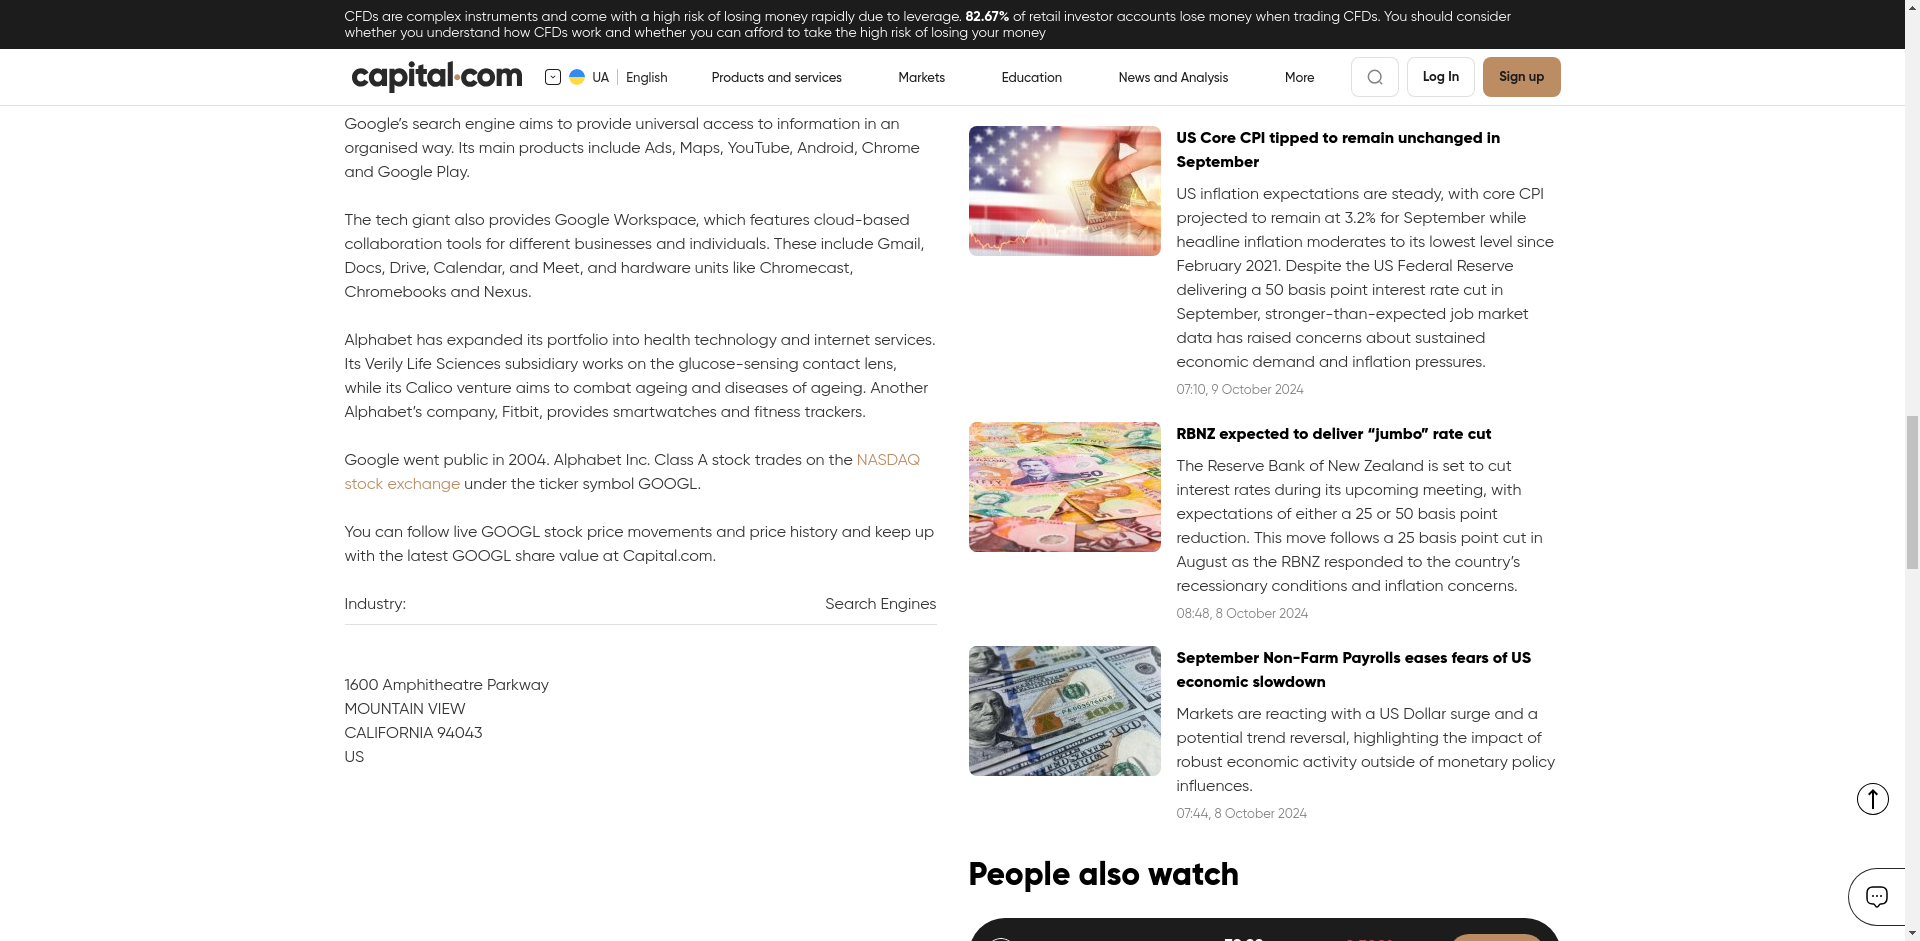 CFDs are complex instruments and come with a high risk of losing money rapidly due to leverage. 82.67% of retail investor accounts lose money when trading CFDs. You should consider
whether you understand how CFDs work and whether you can afford to take the high risk of losing your money
capital.com
UA
English
Products and services
Markets
Education
News and Analysis
More
Log In
Sign up
Google’s search engine aims to provide universal access to information in an
organised way. Its main products include Ads, Maps, YouTube, Android, Chrome
and Google Play.
The tech giant also provides Google Workspace, which features cloud-based
collaboration tools for different businesses and individuals. These include Gmail,
Docs, Drive, Calendar, and Meet, and hardware units like Chromecast,
Chromebooks and Nexus.
Alphabet has expanded its portfolio into health technology and internet services.
Its Verily Life Sciences subsidiary works on the glucose-sensing contact lens,
while its Calico venture aims to combat ageing and diseases of ageing. Another
Alphabet’s company, Fitbit, provides smartwatches and fitness trackers.
Google went public in 2004. Alphabet Inc. Class A stock trades on the NASDAQ
stock exchange under the ticker symbol GOOGL.
You can follow live GOOGL stock price movements and price history and keep up
with the latest GOOGL share value at Capital.com.
Industry:
Search Engines
1600 Amphitheatre Parkway
MOUNTAIN VIEW
CALIFORNIA 94043
US
US Core CPI tipped to remain unchanged in
September
US inflation expectations are steady, with core CPI
projected to remain at 3.2% for September while
headline inflation moderates to its lowest level since
February 2021. Despite the US Federal Reserve
delivering a 50 basis point interest rate cut in
September, stronger-than-expected job market
data has raised concerns about sustained
economic demand and inflation pressures.
07:10, 9 October 2024
RBNZ expected to deliver “jumbo” rate cut
The Reserve Bank of New Zealand is set to cut
interest rates during its upcoming meeting, with
expectations of either a 25 or 50 basis point
reduction. This move follows a 25 basis point cut in
August as the RBNZ responded to the country’s
recessionary conditions and inflation concerns.
08:48, 8 October 2024
September Non-Farm Payrolls eases fears of US
economic slowdown
Markets are reacting with a US Dollar surge and a
potential trend reversal, highlighting the impact of
robust economic activity outside of monetary policy
influences.
07:44, 8 October 2024
People also watch